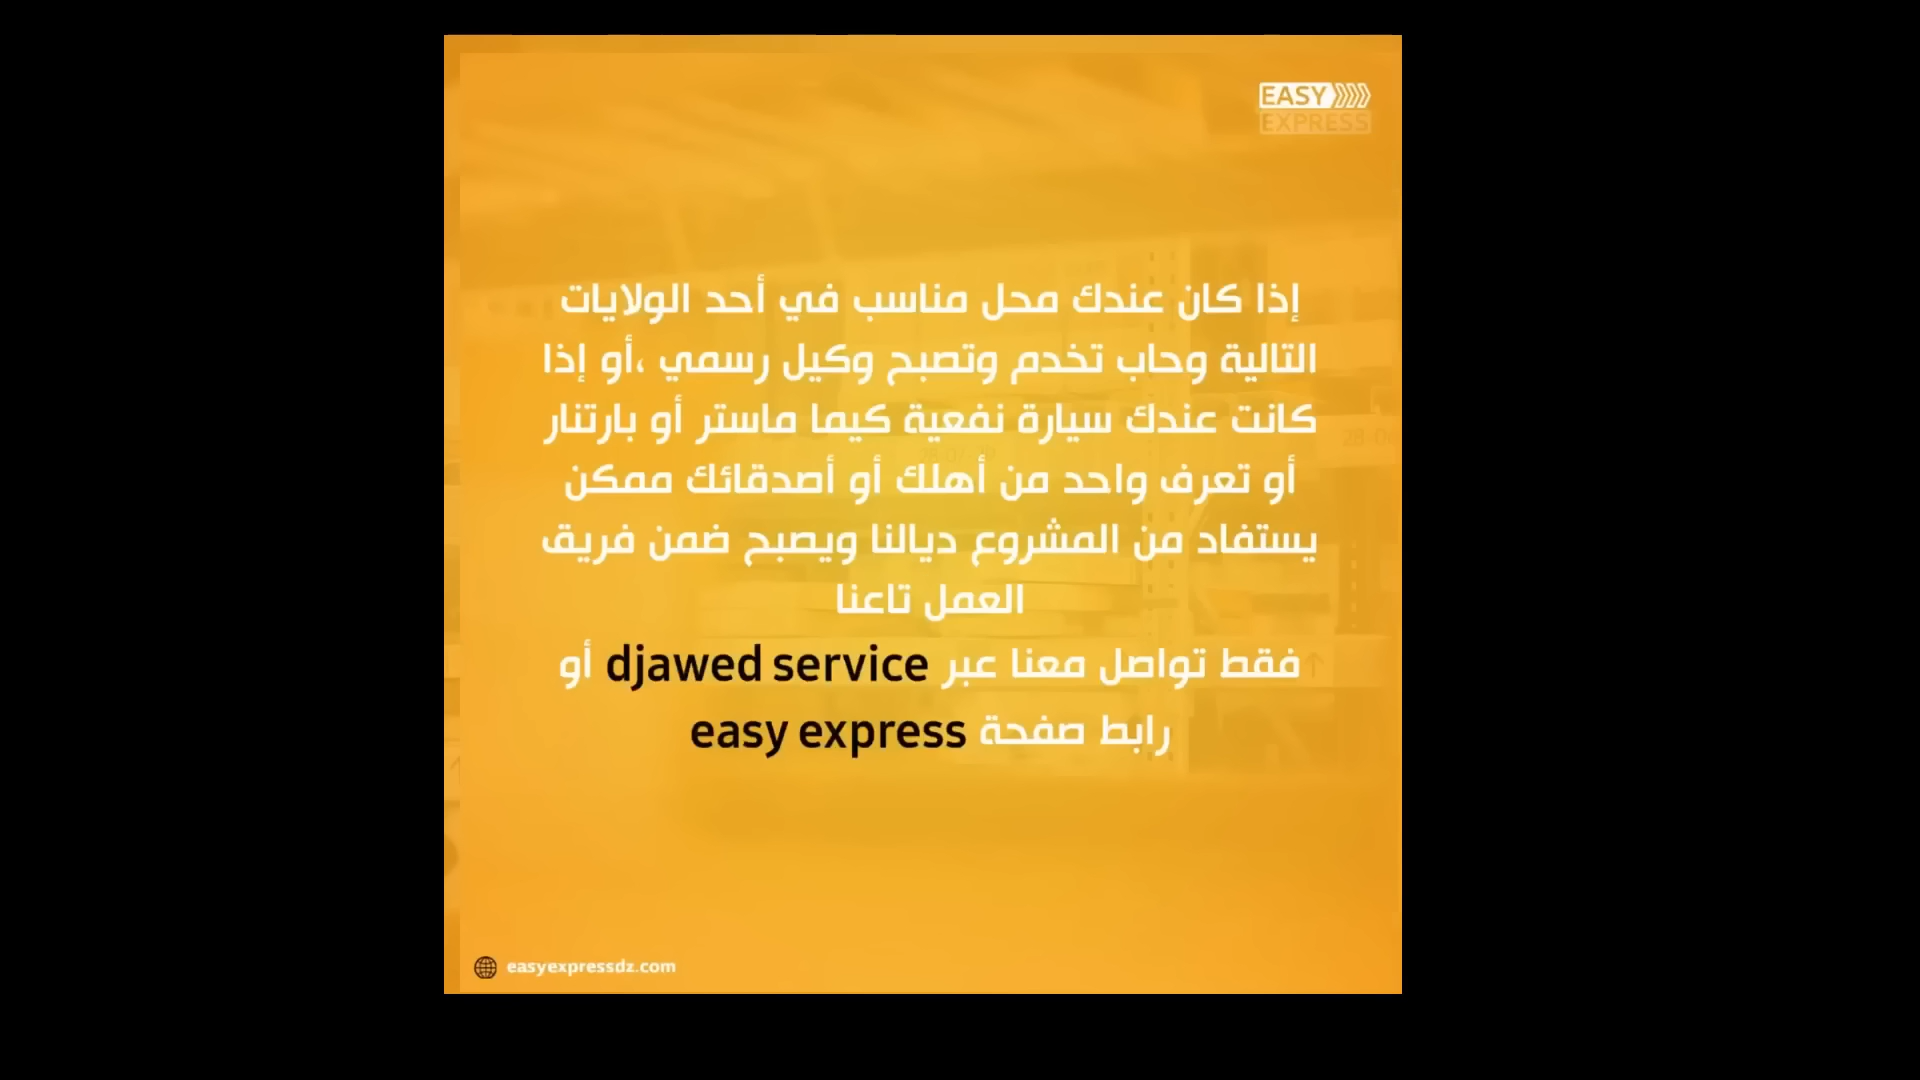 EASY
EXPRESS
إذا كان عندك محل مناسب في أحد الولايات
التالية وحاب تخدم وتصبح وكيل رسمي ،أو إذا
كانت عندك سيارة نفعية كيما ماستر أو بارتنار
أو تعرف واحد من أهلك أو أصدقائك ممكن
يستفاد من المشروع ديالنا ويصبح ضمن فريق
العمل تاعنا
فقط تواصل معنا عبر djawed service أو
رابط صفحة easy express
easyexpressdz.com